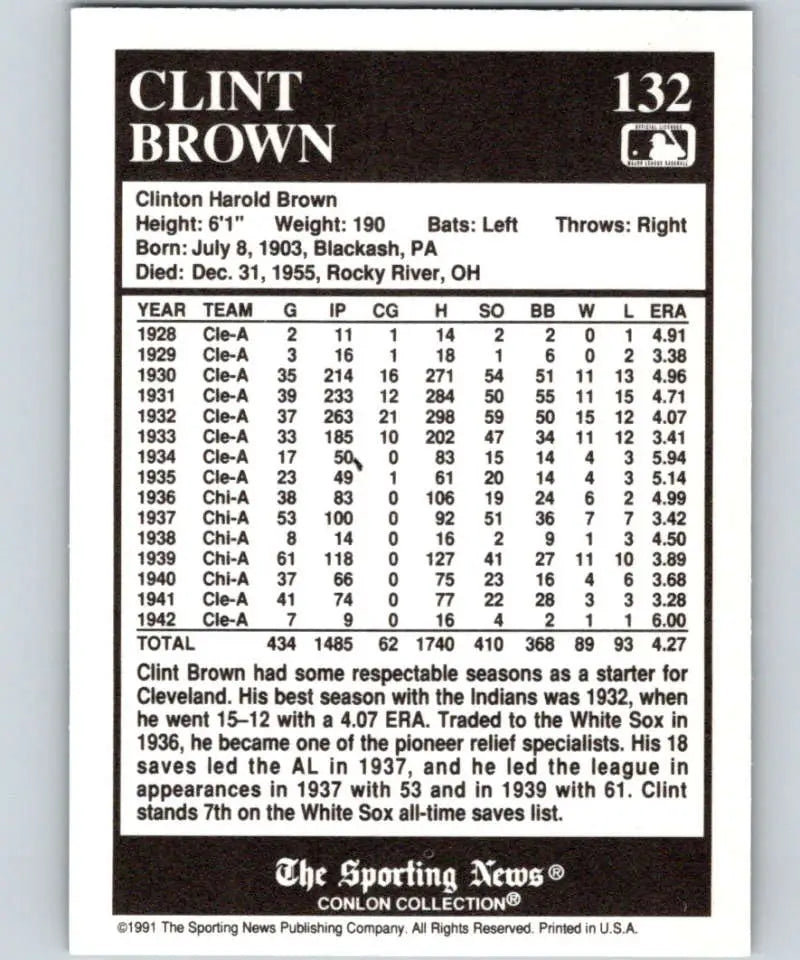 CLINT
BROWN
132
OFFICIAL LICENSEE
MAJOR LEAGUE BASEBALL
Clinton Harold Brown
Height: 6'1" Weight: 190 Bats: Left Throws: Right
Born: July 8, 1903, Blackash, PA
Died: Dec. 31, 1955, Rocky River, OH
YEAR TEAM G IP CG H SO BB W L ERA
1928 Cle-A 2 11 1 14 2 2 0 1 4.91
1929 Cle-A 3 16 1 18 1 6 0 2 3.38
1930 Cle-A 35 214 16 271 54 51 11 13 4.96
1931 Cle-A 39 233 12 284 50 55 11 15 4.71
1932 Cle-A 37 263 21 298 59 50 15 12 4.07
1933 Cle-A 33 185 10 202 47 34 11 12 3.41
1934 Cle-A 17 50 0 83 15 14 4 3 5.94
1935 Cle-A 23 49 1 61 20 14 4 3 5.14
1936 Chi-A 38 83 0 106 19 24 6 2 4.99
1937 Chi-A 53 100 0 92 51 36 7 7 3.42
1938 Chi-A 8 14 0 16 2 9 1 3 4.50
1939 Chi-A 61 118 0 127 41 27 11 10 3.89
1940 Chi-A 37 66 0 75 23 16 4 6 3.68
1941 Cle-A 41 74 0 77 22 28 3 3 3.28
1942 Cle-A 7 9 0 16 4 2 1 1 6.00
TOTAL 434 1485 62 1740 410 368 89 93 4.27
Clint Brown had some respectable seasons as a starter for
Cleveland. His best season with the Indians was 1932, when
he went 15–12 with a 4.07 ERA. Traded to the White Sox in
1936, he became one of the pioneer relief specialists. His 18
saves led the AL in 1937, and he led the league in
appearances in 1937 with 53 and in 1939 with 61. Clint
stands 7th on the White Sox all-time saves list.
The Sporting News®
CONLON COLLECTION®
©1991 The Sporting News Publishing Company. All Rights Reserved. Printed in U.S.A.